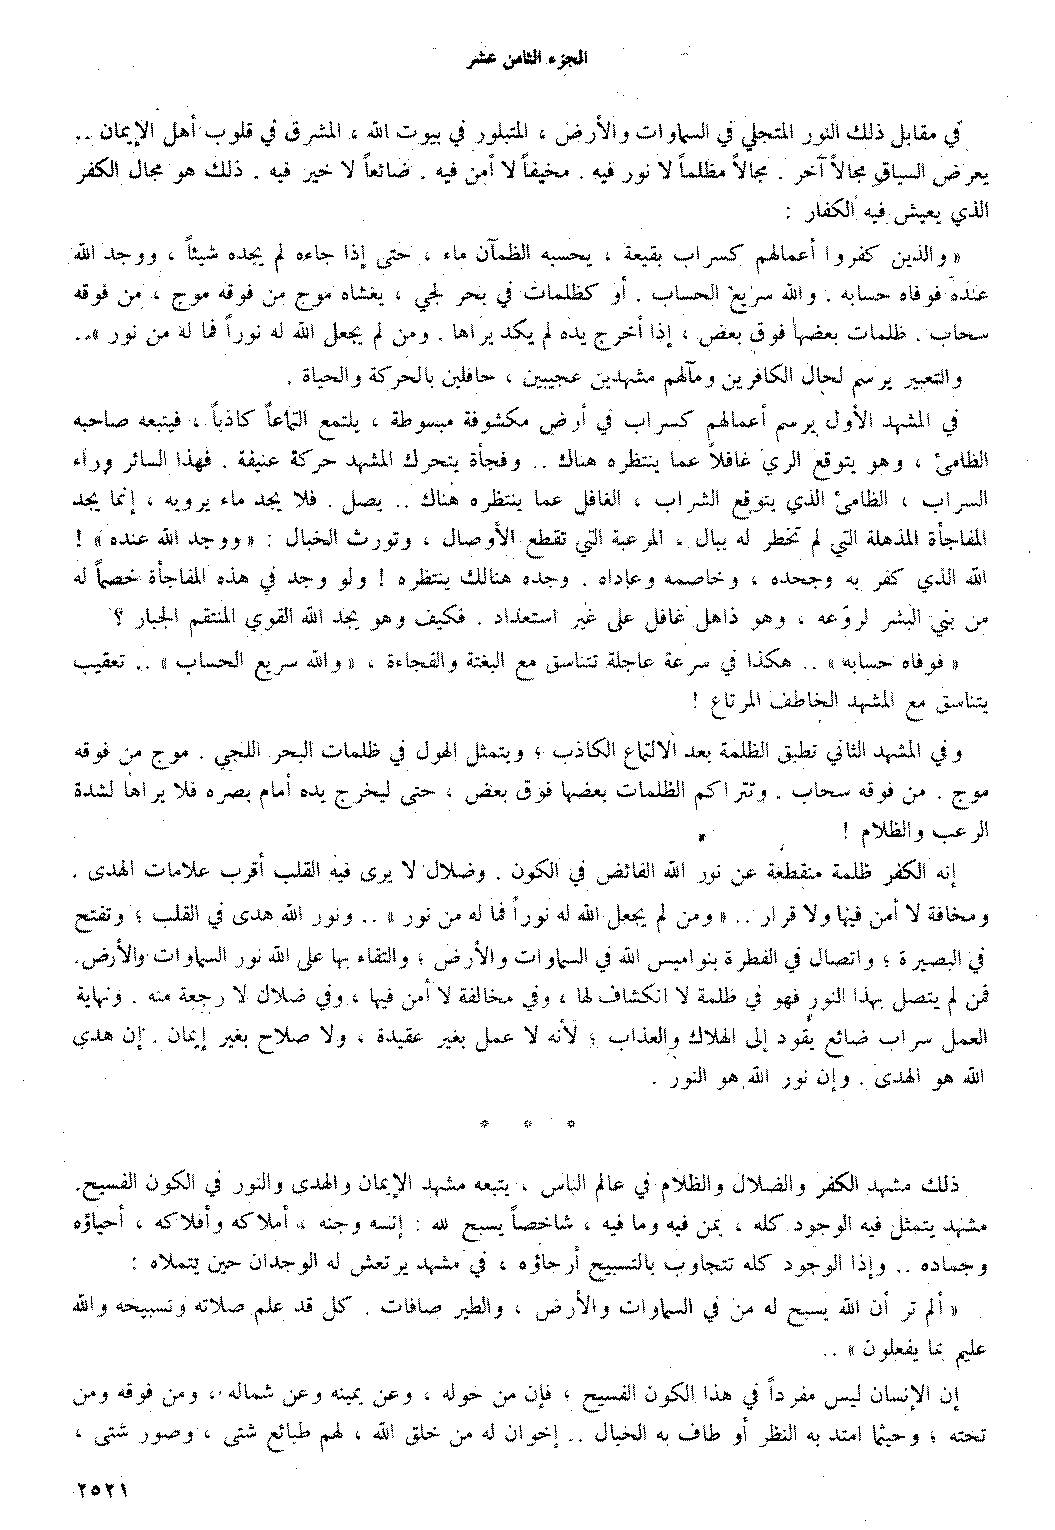 الجزء الثامن عشر
في مقابل ذلك النور المتجلي في السماوات والأرض ، المتبلور في بيوت الله ، المشرق في قلوب أهل الإيمان ..
يعرض السياق مجالاً آخر . مجالاً مظلماً لا نور فيه . مخيفاً لا أمن فيه . ضائعاً لا خير فيه . ذلك هو مجال الكفر
الذي يعيش فيه الكفار :
« والذين كفروا أعمالهم كسراب بقيعة ، يحسبه الظمآن ماء ، حتى إذا جاءه لم يجده شيئاً ، ووجد الله
عنده فوفاه حسابه . والله سريع الحساب . أو كظلمات في بحر لجي ، يغشاه موج من فوقه موج ، من فوقه
سحاب . ظلمات بعضها فوق بعض ، إذا أخرج يده لم يكد يراها . ومن لم يجعل الله له نوراً فما له من نور »..
والتعبير يرسم لحال الكافرين ومآلهم مشهدين عجيبين ، حافلين بالحركة والحياة .
في المشهد الأول يرسم أعمالهم كسراب في أرض مكشوفة مبسوطة ، يلتمع التماعاً كاذباً ، فيتبعه صاحبه
الظامئ ، وهو يتوقع الري غافلاً عما ينتظره هناك .. وفجأة يتحرك المشهد حركة عنيفة . فهذا السائر وراء
السراب ، الظامئ الذي يتوقع الشراب ، الغافل عما ينتظره هناك .. يصل . فلا يجد ماء يرويه ، إنما يجد
المفاجأة المذهلة التي لم تخطر له ببال ، المرعبة التي تقطع الأوصال ، وتورث الخبال : « ووجد الله عنده » !
الله الذي كفر به وجحده ، وخاصمه وعاداه . وجده هنالك ينتظره ! ولو وجد في هذه المفاجأة خصماً له
من بني البشر لروّعه ، وهو ذاهل غافل على غير استعداد . فكيف وهو يجد الله القوي المنتقم الجبار ؟
« فوفاه حسابه » .. هكذا في سرعة عاجلة تتناسق مع البغتة والفجاءة ، « والله سريع الحساب » .. تعقيب
يتناسق مع المشهد الخاطف المرتاع !
وفي المشهد الثاني تطبق الظلمة بعد الالتماع الكاذب ؛ ويتمثل الهول في ظلمات البحر اللجي . موج من فوقه
موج . من فوقه سحاب . وتتراكم الظلمات بعضها فوق بعض ، حتى ليخرج يده أمام بصره فلا يراها لشدة
الرعب والظلام !
إنه الكفر ظلمة منقطعة عن نور الله الفائض في الكون . وضلال لا يرى فيه القلب أقرب علامات الهدى .
ومخافة لا أمن فيها ولا قرار .. « ومن لم يجعل الله له نوراً فما له من نور » .. ونور الله هدى في القلب ؛ وتفتح
في البصيرة ؛ واتصال في الفطرة بنواميس الله في السماوات والأرض ؛ والتقاء بها على الله نور السماوات والأرض.
فمن لم يتصل بهذا النور فهو في ظلمة لا انكشاف لها ، وفي مخالفة لا أمن فيها ، وفي ضلال لا رجعة منه . ونهاية
العمل سراب ضائع يقود إلى الهلاك والعذاب ؛ لأنه لا عمل بغير عقيدة ، ولا صلاح بغير إيمان . إن هدى
الله هو الهدى . وإن نور الله هو النور .
* * *
ذلك مشهد الكفر والضلال والظلام في عالم الناس ، يتبعه مشهد الإيمان والهدى والنور في الكون الفسيح.
مشهد يتمثل فيه الوجود كله ، بمن فيه وما فيه ، شاخصاً يسبح لله : إنسه وجنه ، أملاكه وأفلاكه ، أحياؤه
وجماده .. وإذا الوجود كله تتجاوب بالتسبيح أرجاؤه ، في مشهد يرتعش له الوجدان حين يتملاه :
« ألم تر أن الله يسبح له من في السماوات والأرض ، والطير صافات . كل قد علم صلاته وتسبيحه والله
عليم بما يفعلون » ..
إن الإنسان ليس مفرداً في هذا الكون الفسيح ؛ فإن من حوله ، وعن يمينه وعن شماله ، ومن فوقه ومن
تحته ؛ وحيثما امتد به النظر أو طاف به الخيال .. إخوان له من خلق الله ، لهم طبائع شتى ، وصور شتى ،
٢٥٢١